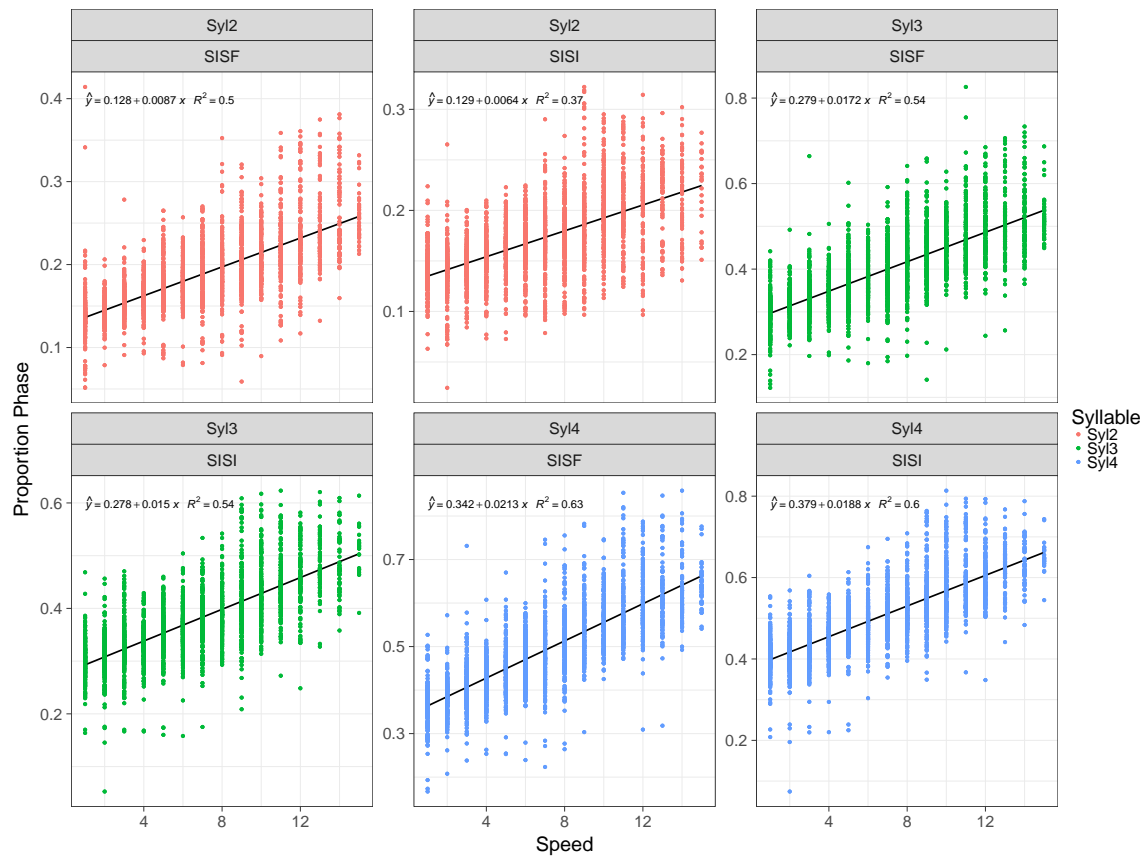 Syl2
SISF
ŷ = 0.128 + 0.0087 x R² = 0.5
0.4
0.3
0.2
0.1
Syl2
SISI
ŷ = 0.129 + 0.0064 x R² = 0.37
0.3
0.2
0.1
Syl3
SISF
ŷ = 0.279 + 0.0172 x R² = 0.54
0.8
0.6
0.4
0.2
Proportion Phase
Syl3
SISI
ŷ = 0.278 + 0.015 x R² = 0.54
0.6
0.4
0.2
4 8 12
Syl4
SISF
ŷ = 0.342 + 0.0213 x R² = 0.63
0.7
0.5
0.3
4 8 12
Syl4
SISI
ŷ = 0.379 + 0.0188 x R² = 0.6
0.8
0.6
0.4
0.2
4 8 12
Speed
Syllable
Syl2
Syl3
Syl4